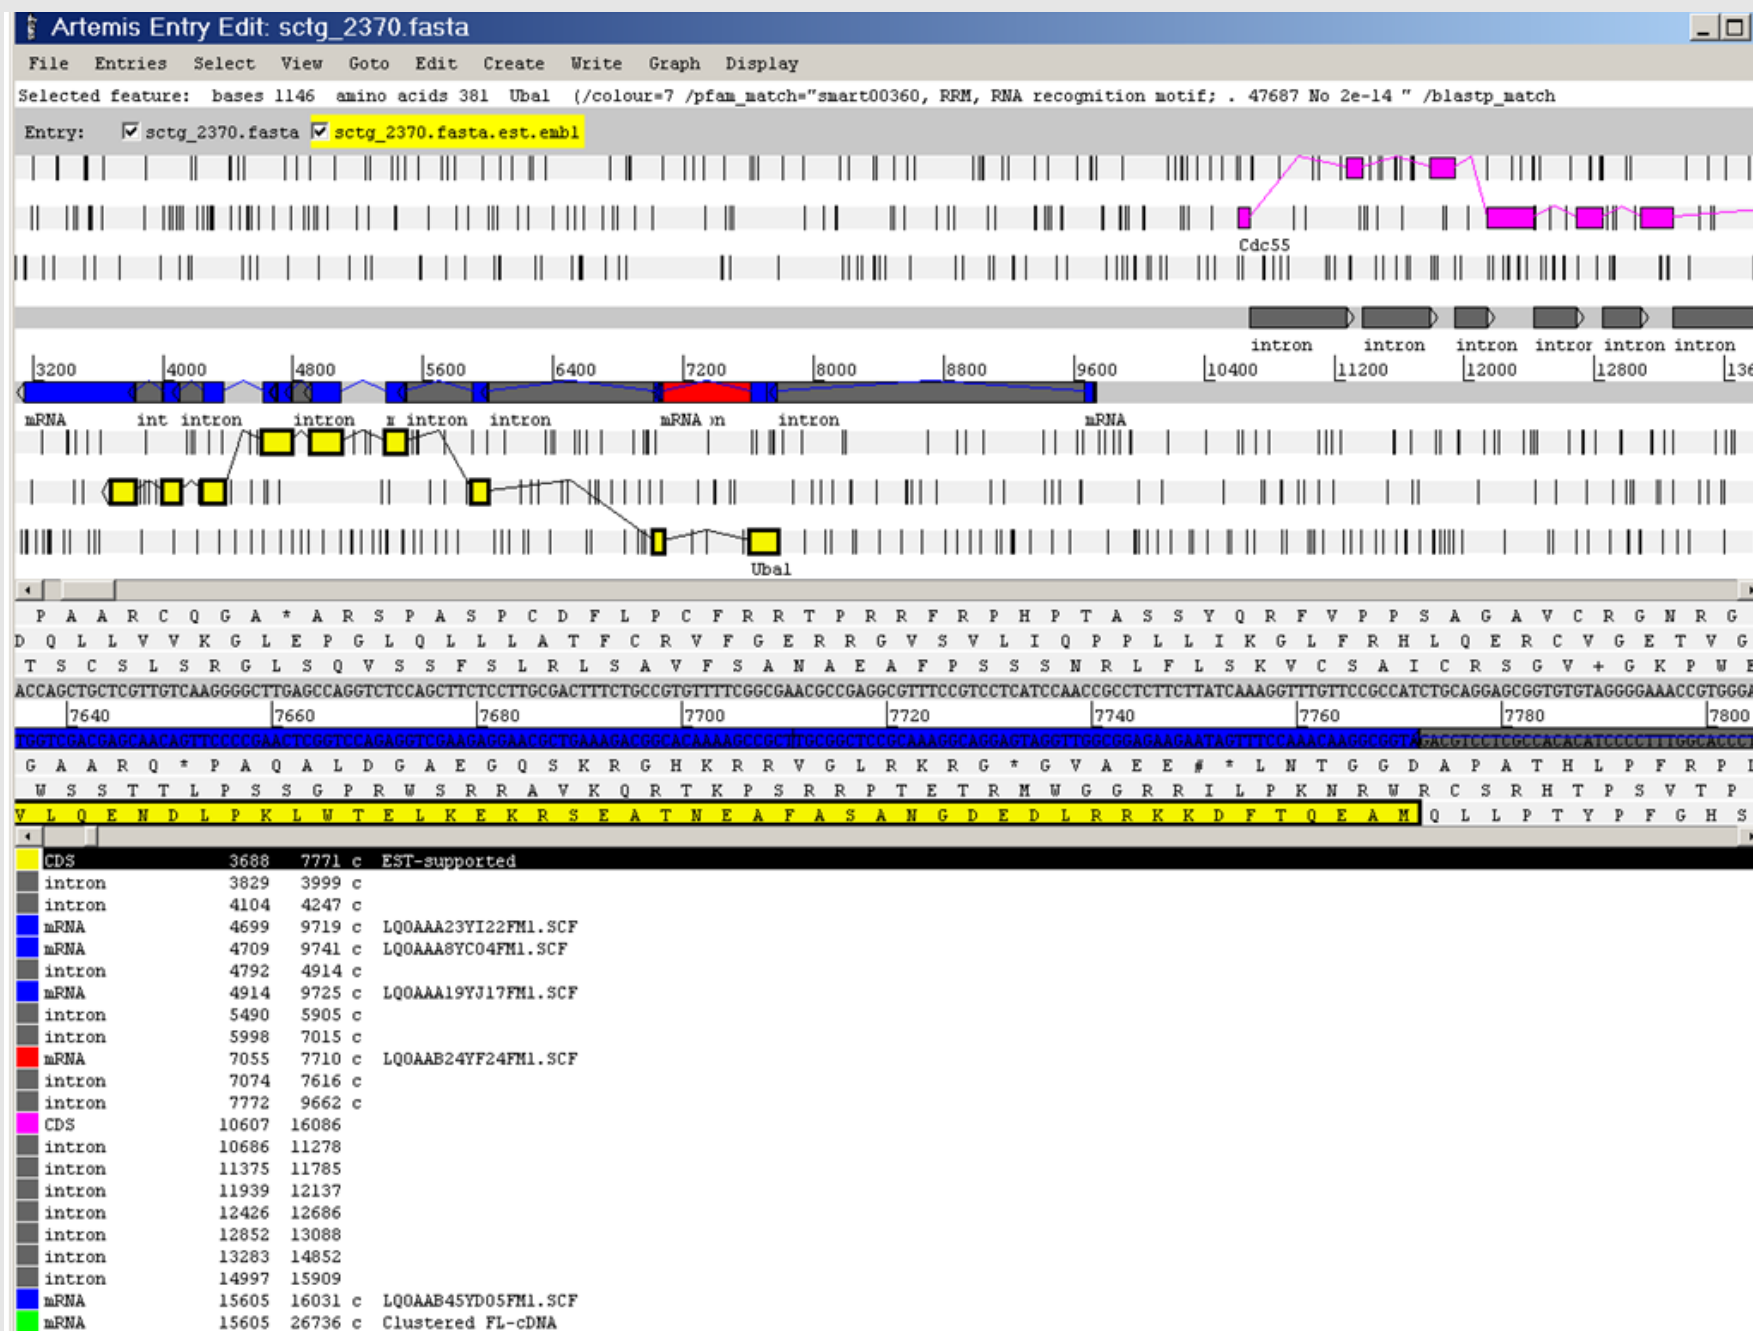 Artemis Entry Edit: sctg_2370.fasta
File Entries Select View Goto Edit Create Write Graph Display
Selected feature: bases 1146 amino acids 381 Ubal (/colour=7 /pfam_match="smart00360, RRM, RNA recognition motif; . 47687 No 2e-14 " /blastp_match
Entry: sctg_2370.fasta sctg_2370.fasta.est.embl
Cdc55
intron intron intron intron intron intron
3200 4000 4800 5600 6400 7200 8000 8800 9600 10400 11200 12000 12800 136
mRNA int intron intron intron intron mRNA intron mRNA
Ubal
P A A R C Q G A * A R S P A S P C D F L P C F R R T P R R F R P H P T A S S Y Q R F V P P S A G A V C R G N R G
D Q L L V V K G L E P G L Q L L L A T F C R V F G E R R G V S V L I Q P P L L I K G L F R H L Q E R C V G E T V G
T S C S L S R G L S Q V S S F S L R L S A V F S A N A E A F P S S S N R L F L S K V C S A I C R S G V + G K P W E
ACCAGCTGCTCGTTGTCAAGGGGCTTGAGCCAGGTCTCCAGCTTCTCCTTGCGACTTTCTGCCGTGTTTTCGGCGAACGCCGAGGCGTTTCCGTCCTCATCCAACCGCCTCTTCTTATCAAAGGTTTGTTCCGCCATCTGCAGGAGCGGTGTGTAGGGGAAACCGTGGGA
7640 7660 7680 7700 7720 7740 7760 7780 7800
TGGTCGACGAGCAACAGTTCCCCGAACTCGGTCCAGAGGTCGAAGAGGAACGCTGAAAGACGGCACAAAAGCCGCTTGCGGCTCCGCAAAGGCAGGAGTAGGTTGGCGGAGAAGAATAGTTTCCAAACAAGGCGGTAGACGTCCTCGCCACACATCCCCTTTGGCACCCT
G A A R Q * P A Q A L D G A E G Q S K R G H K R R V G L R K R G * G V A E E # * L N T G G D A P A T H L P F R P L
W S S T T L P S S G P R W S R R A V K Q R T K P S R R P T E T R M W G G R R I L P K N R W R C S R H T P S V T P
V L Q E N D L P K L W T E L K E K R S E A T N E A F A S A N G D E D L R R K K D F T Q E A M Q L L P T Y P F G H S
CDS 3688 7771 c EST-supported
intron 3829 3999 c
intron 4104 4247 c
mRNA 4699 9719 c LQ0AAA23YI22FM1.SCF
mRNA 4709 9741 c LQ0AAA8YC04FM1.SCF
intron 4792 4914 c
mRNA 4914 9725 c LQ0AAA19YJ17FM1.SCF
intron 5490 5905 c
intron 5998 7015 c
mRNA 7055 7710 c LQ0AAB24YF24FM1.SCF
intron 7074 7616 c
intron 7772 9662 c
CDS 10607 16086
intron 10686 11278
intron 11375 11785
intron 11939 12137
intron 12426 12686
intron 12852 13088
intron 13283 14852
intron 14997 15909
mRNA 15605 16031 c LQ0AAB45YD05FM1.SCF
mRNA 15605 26736 c Clustered FL-cDNA